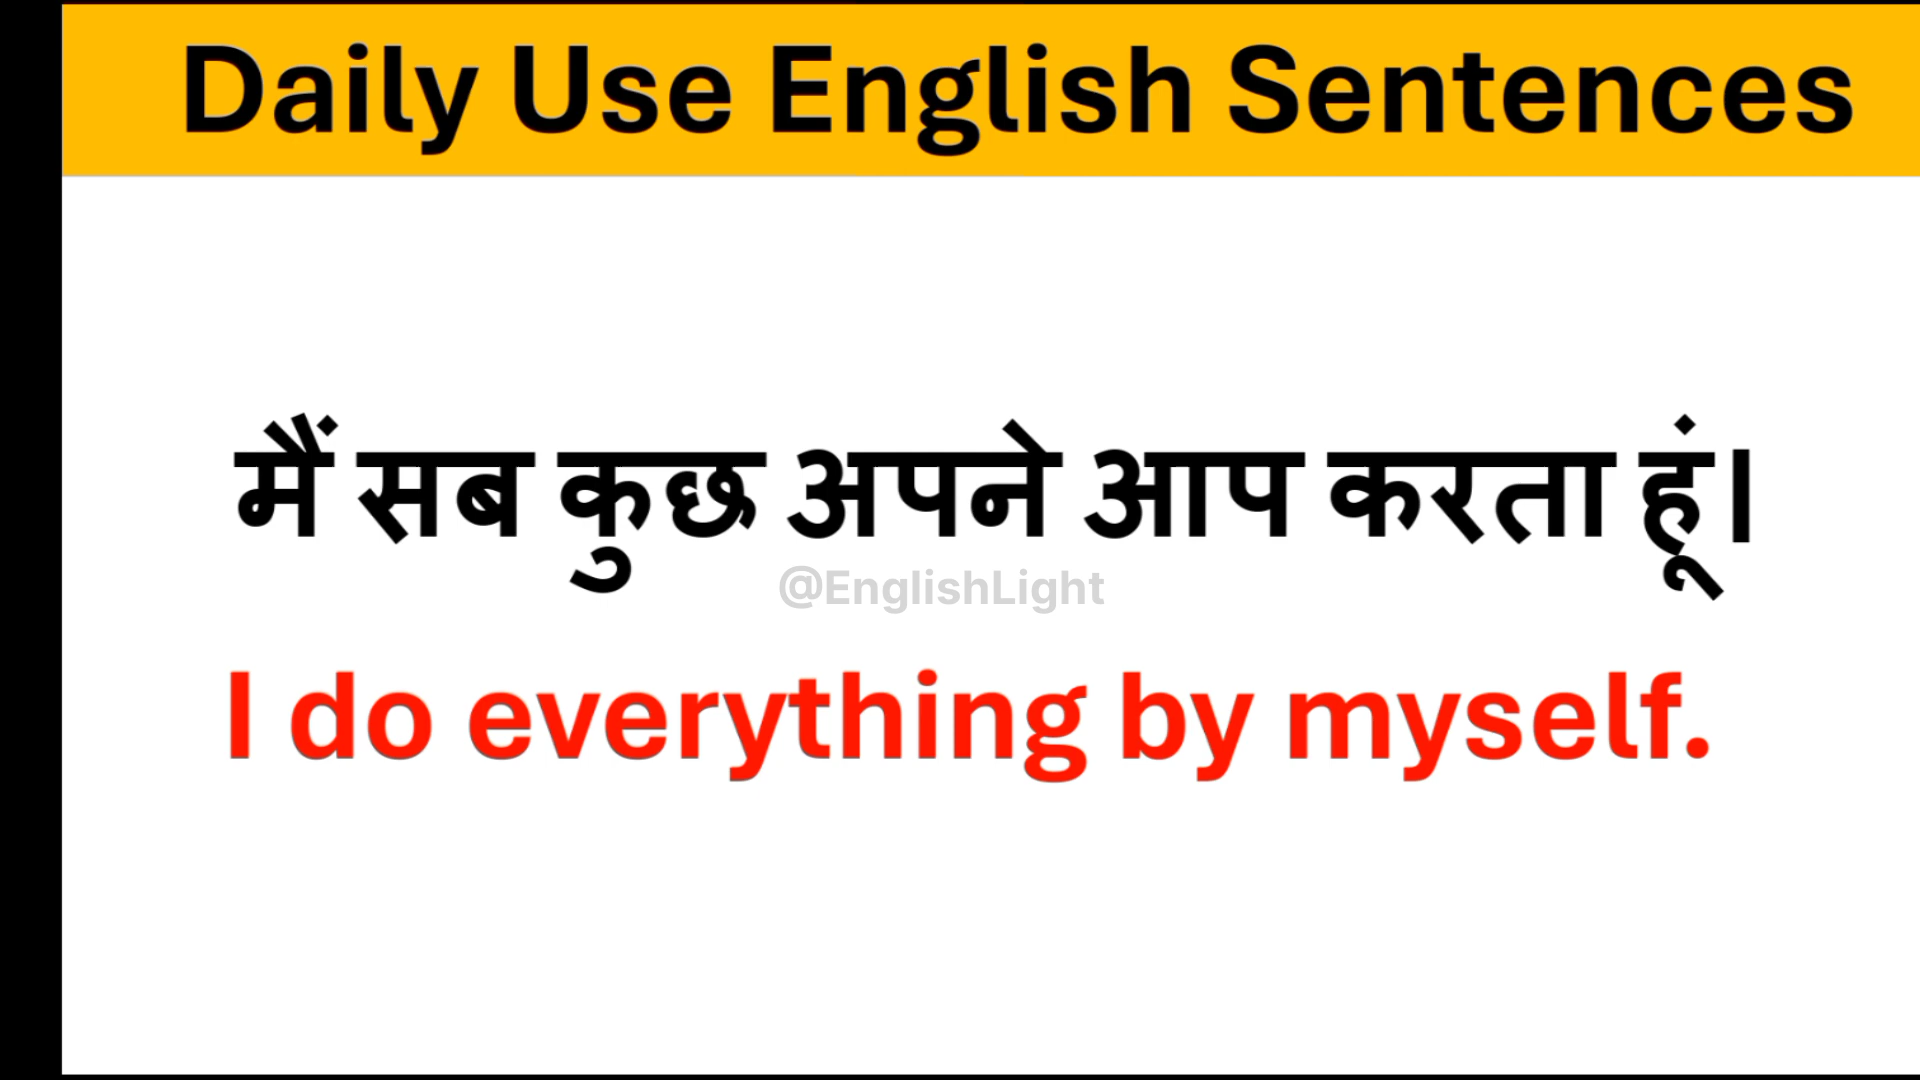 Daily Use English Sentences
मैं सब कुछ अपने आप करता हूं।
@EnglishLight
I do everything by myself.